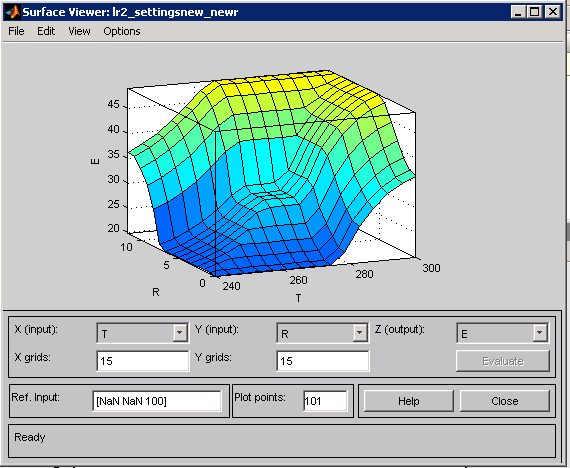 Surface Viewer: lr2_settingsnew_newr
File Edit View Options
45
40
35
30
25
20
E
10
5
0
R
240
260
280
300
T
X (input): T Y (input): R Z (output): E
X grids: 15 Y grids: 15 Evaluate
Ref. Input: [NaN NaN 100] Plot points: 101 Help Close
Ready